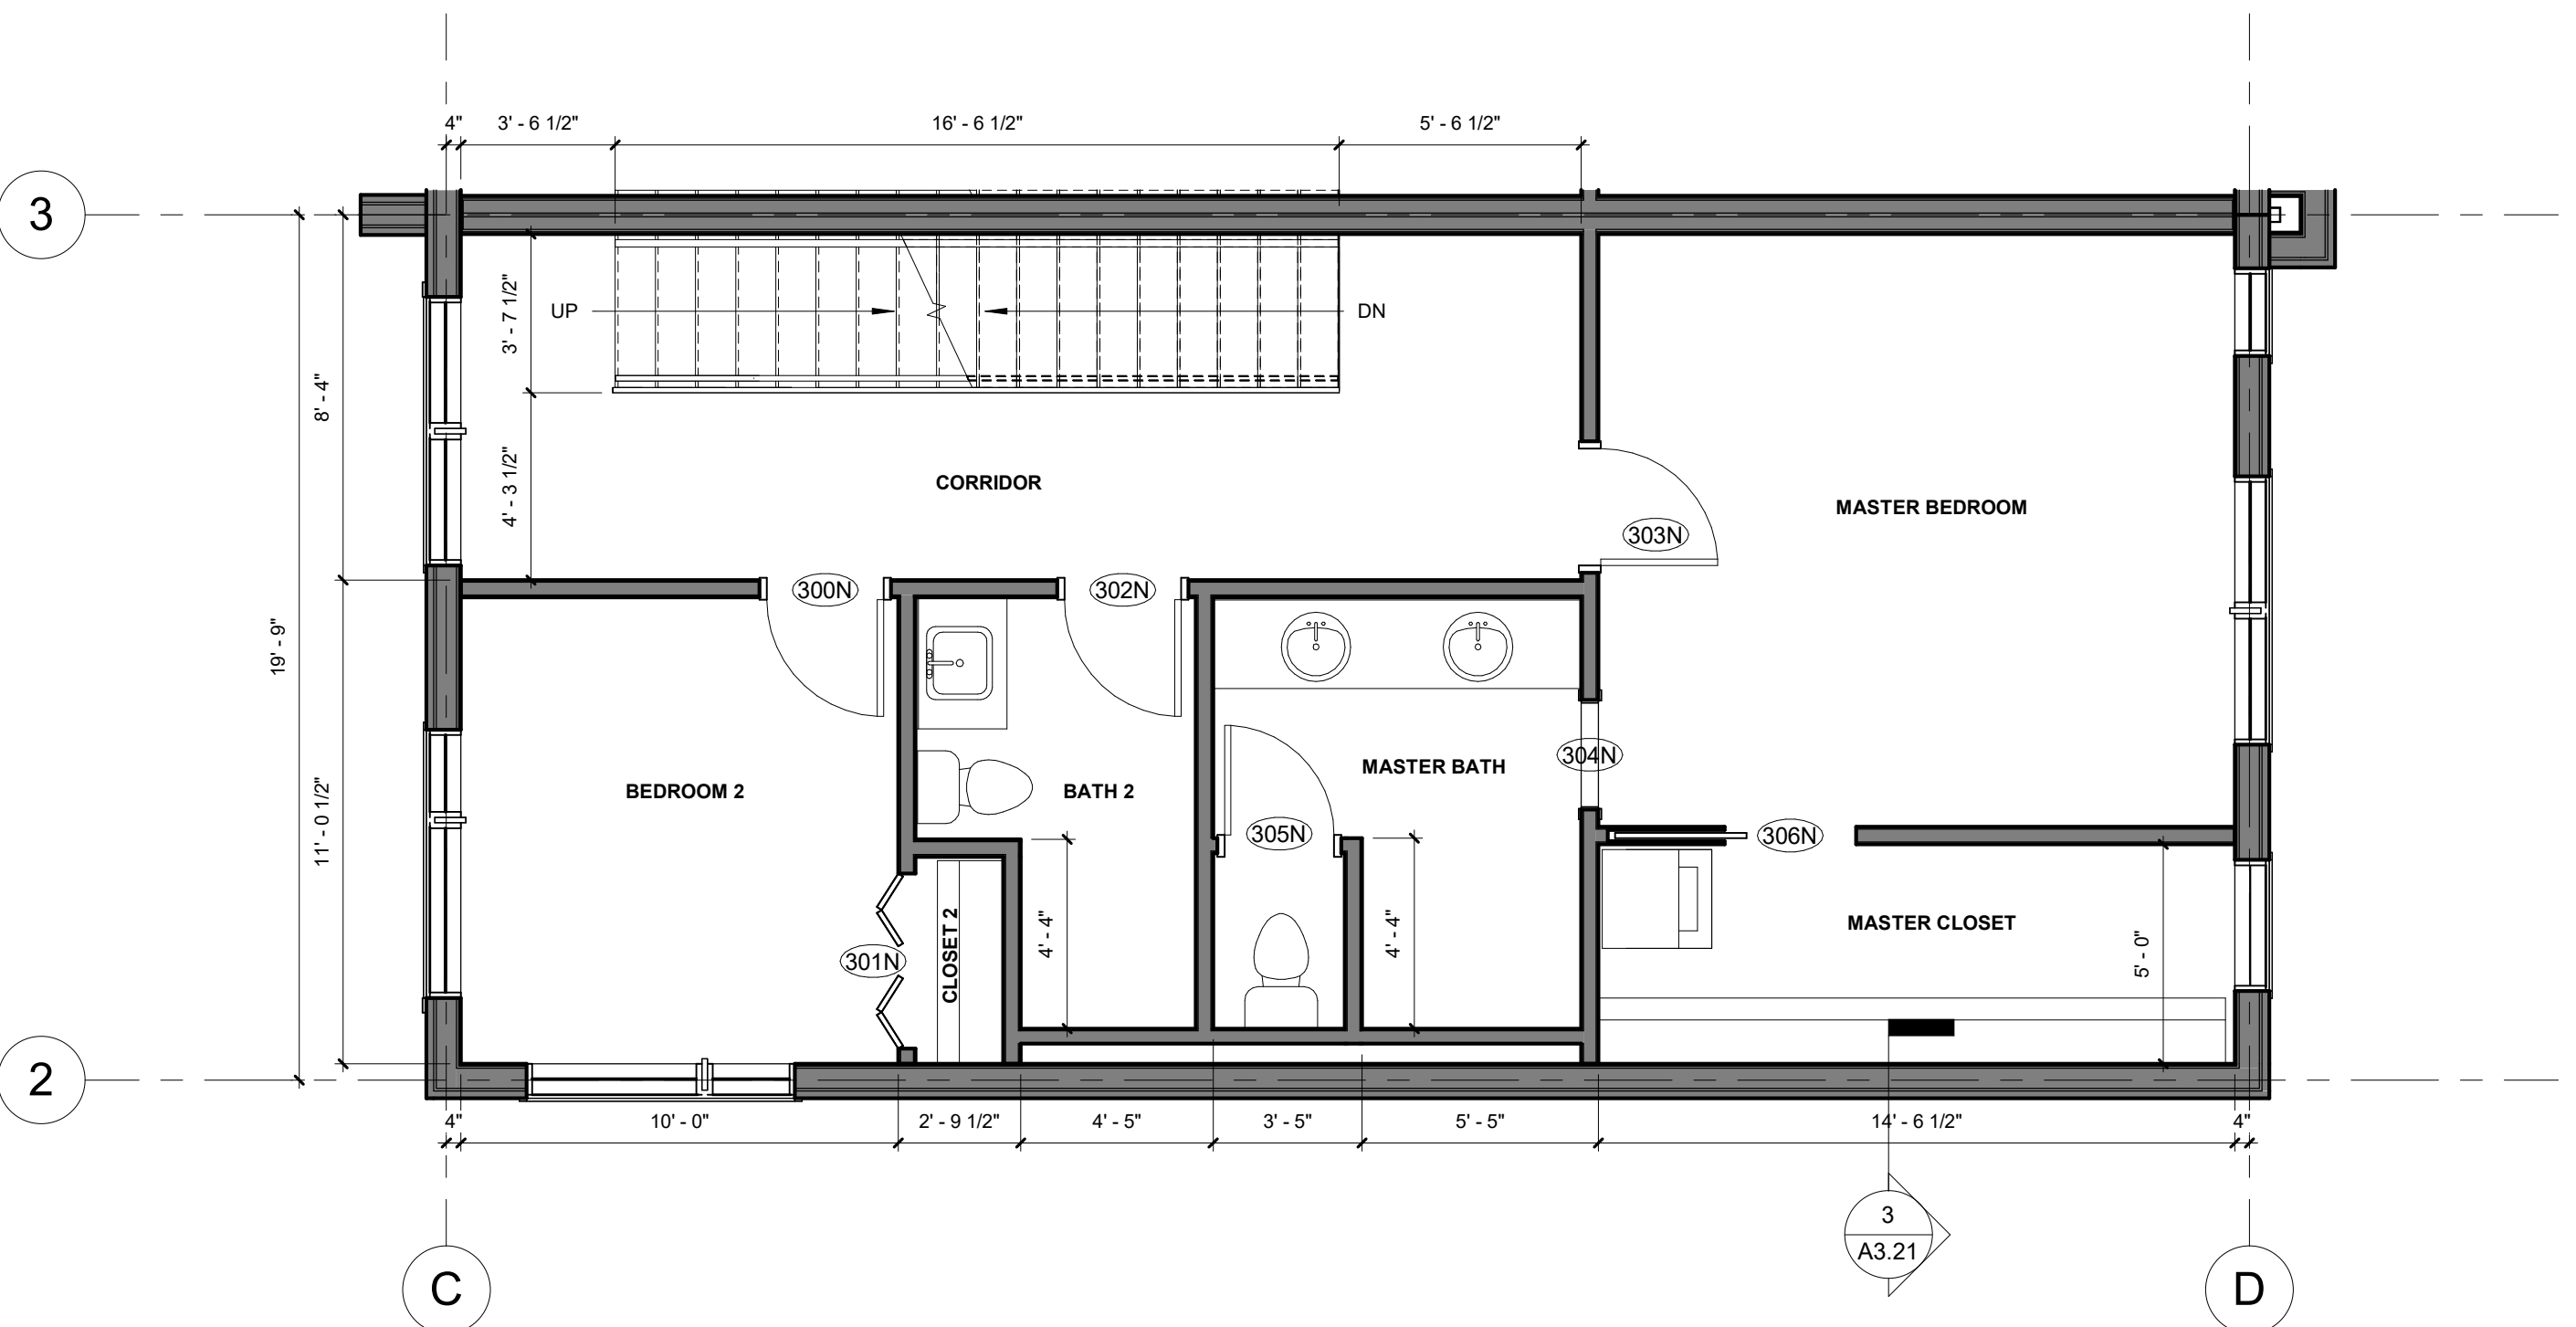 4" 3' - 6 1/2" 16' - 6 1/2" 5' - 6 1/2"
3
UP
DN
3' - 7 1/2"
8' - 4"
4' - 3 1/2"
CORRIDOR
MASTER BEDROOM
303N
300N
302N
19' - 9"
304N
MASTER BATH
BEDROOM 2
BATH 2
11' - 0 1/2"
305N
306N
MASTER CLOSET
4' - 4"
4' - 4"
5' - 0"
CLOSET 2
301N
2
4" 10' - 0" 2' - 9 1/2" 4' - 5" 3' - 5" 5' - 5" 14' - 6 1/2" 4"
3
A3.21
C
D